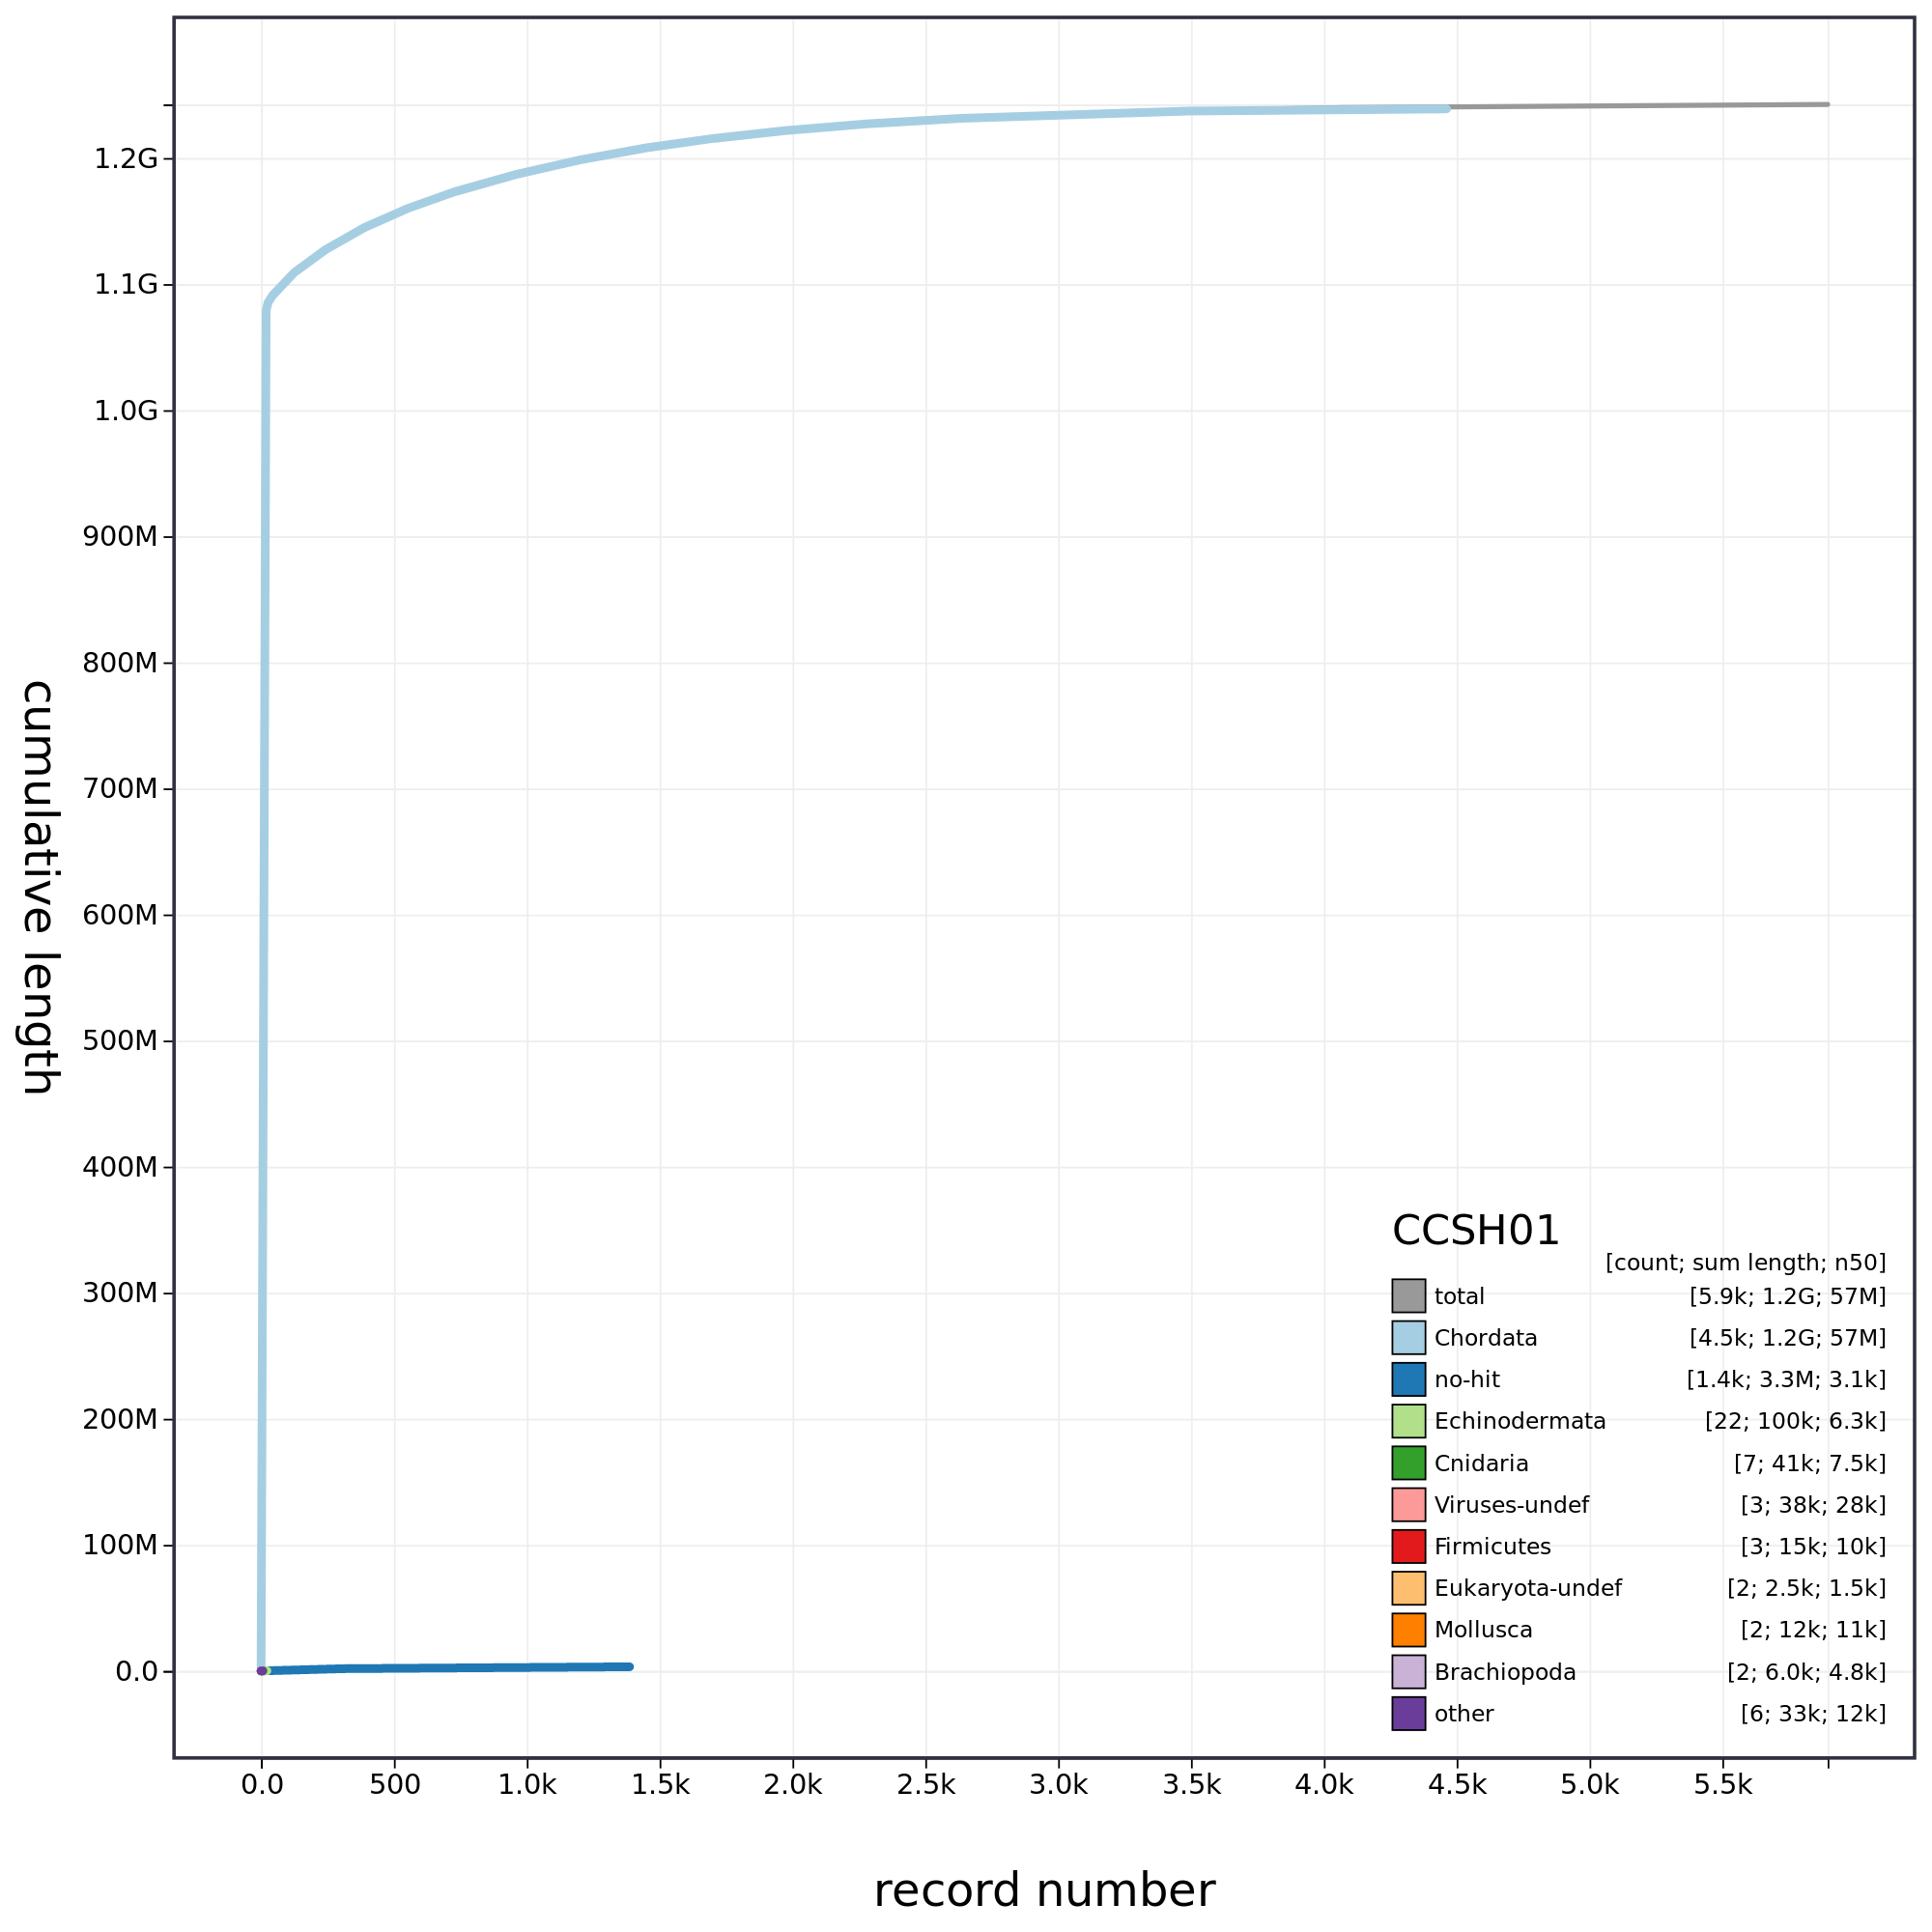 1.2G
1.1G
1.0G
900M
800M
700M
600M
500M
400M
300M
200M
100M
0.0
cumulative length
CCSH01
[count; sum length; n50]
total [5.9k; 1.2G; 57M]
Chordata [4.5k; 1.2G; 57M]
no-hit [1.4k; 3.3M; 3.1k]
Echinodermata [22; 100k; 6.3k]
Cnidaria [7; 41k; 7.5k]
Viruses-undef [3; 38k; 28k]
Firmicutes [3; 15k; 10k]
Eukaryota-undef [2; 2.5k; 1.5k]
Mollusca [2; 12k; 11k]
Brachiopoda [2; 6.0k; 4.8k]
other [6; 33k; 12k]
0.0 500 1.0k 1.5k 2.0k 2.5k 3.0k 3.5k 4.0k 4.5k 5.0k 5.5k
record number